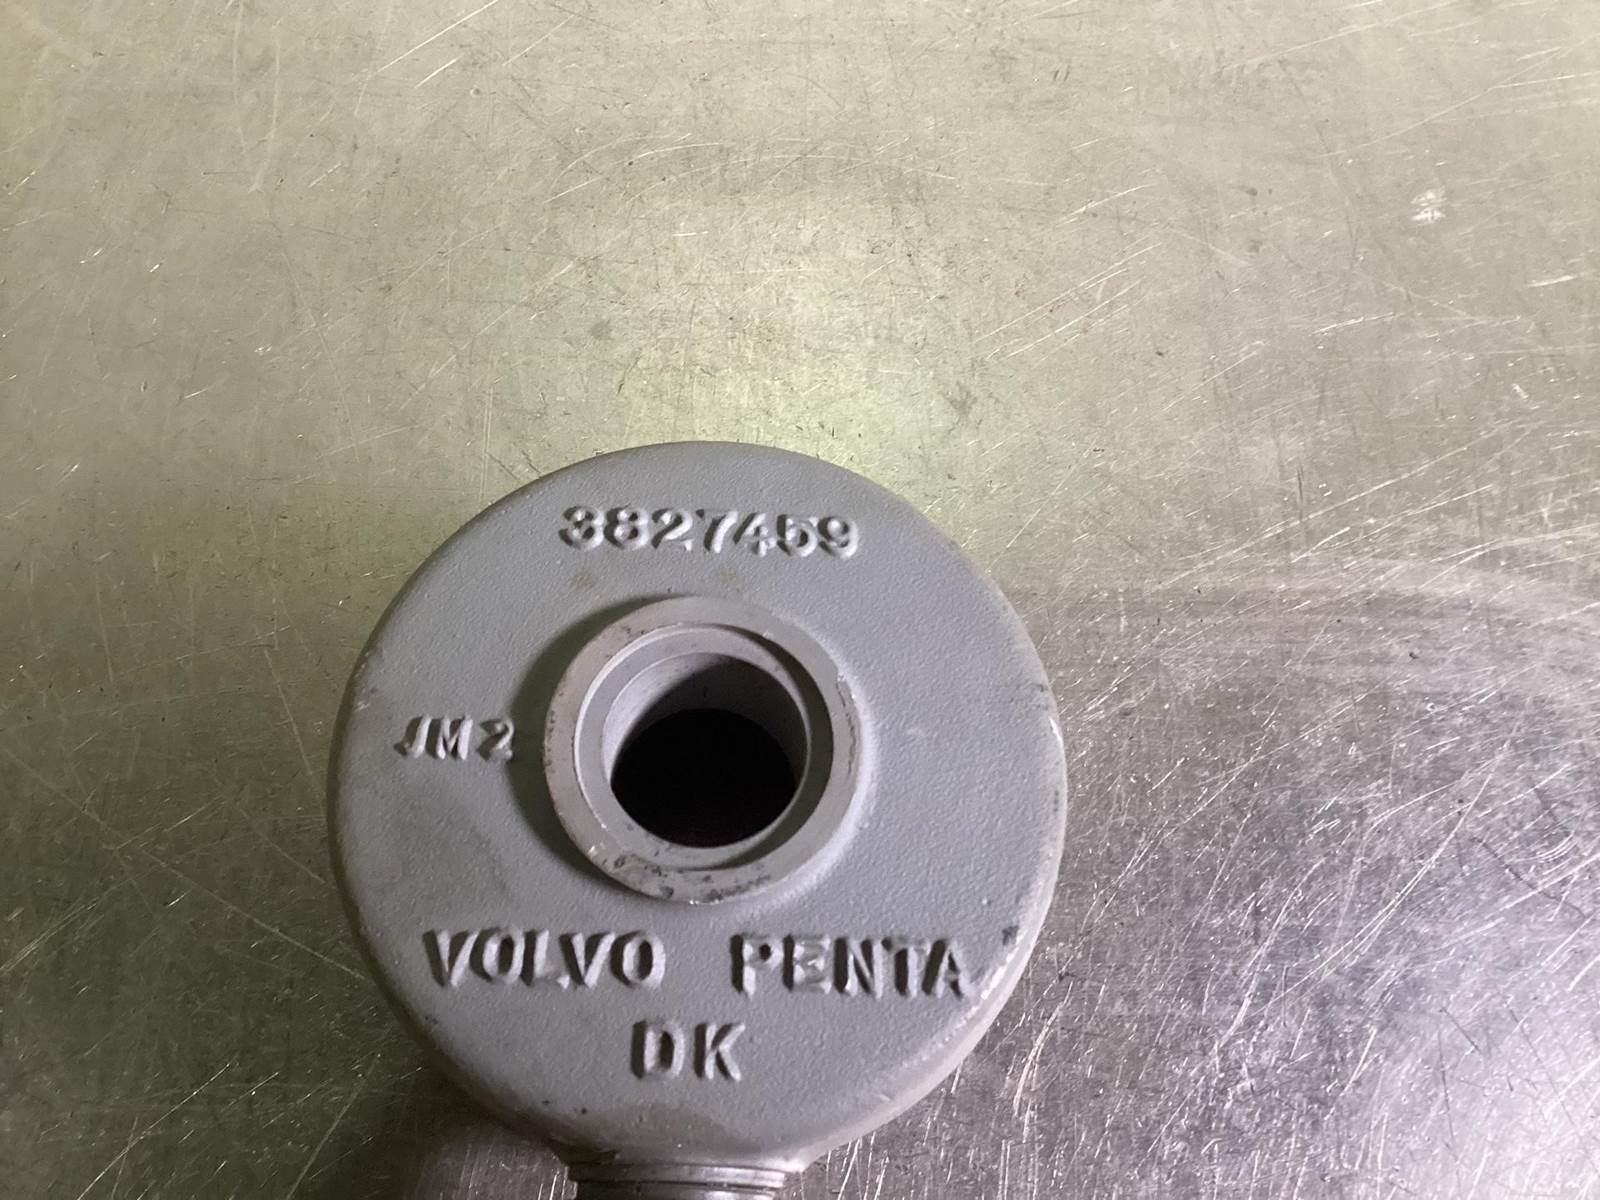 3827459
JM2
VOLVO PENTA
DK